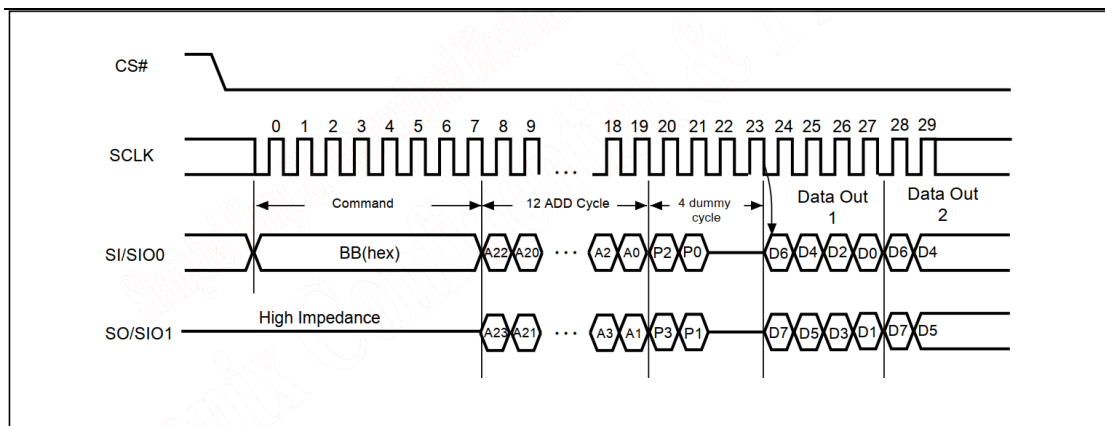 CS#
0 1 2 3 4 5 6 7 8 9 18 19 20 21 22 23 24 25 26 27 28 29
SCLK
...
Command 12 ADD Cycle 4 dummy cycle Data Out 1 Data Out 2
SI/SIO0 BB(hex) A22 A20 ... A2 A0 P2 P0 D6 D4 D2 D0 D6 D4
High Impedance
SO/SIO1 A23 A21 ... A3 A1 P3 P1 D7 D5 D3 D1 D7 D5